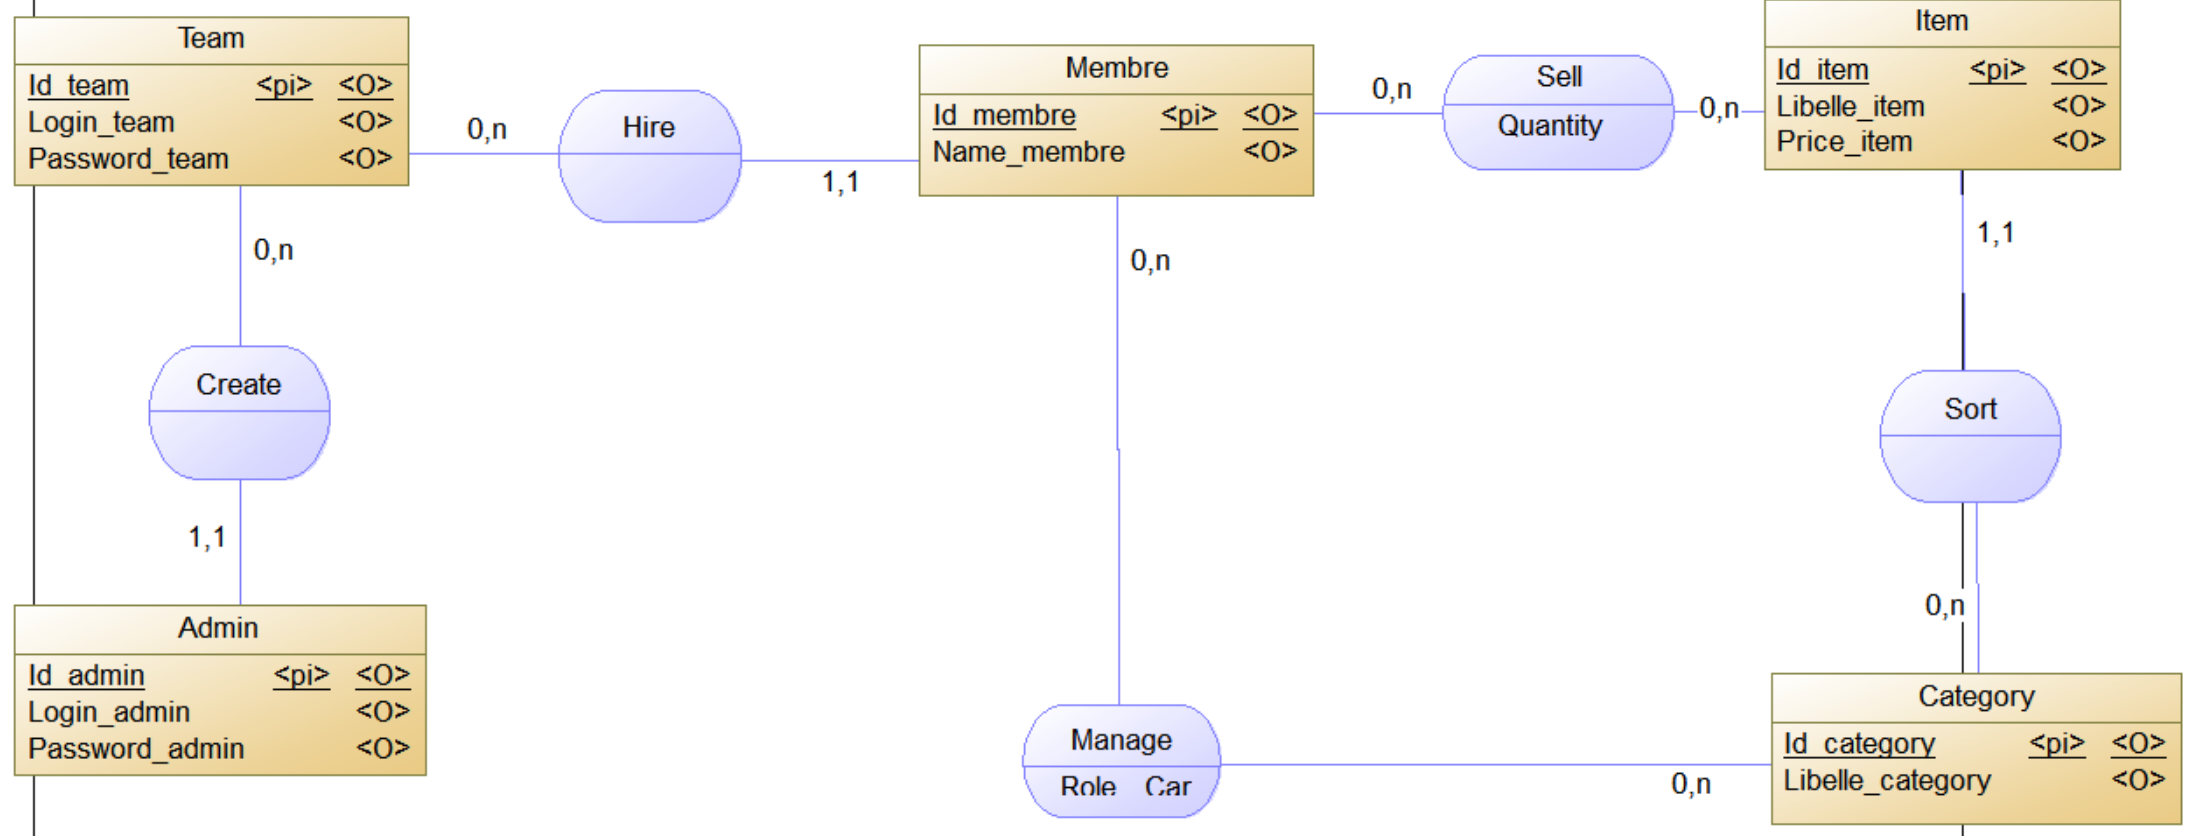 Team
Id_team <pi> <O>
Login_team <O>
Password_team <O>
0,n
Hire
1,1
Membre
Id_membre <pi> <O>
Name_membre <O>
0,n
Sell
Quantity
0,n
Item
Id_item <pi> <O>
Libelle_item <O>
Price_item <O>
0,n
Create
1,1
0,n
1,1
Sort
0,n
Admin
Id_admin <pi> <O>
Login_admin <O>
Password_admin <O>
Manage
Role Car
0,n
Category
Id_category <pi> <O>
Libelle_category <O>